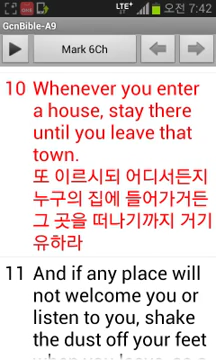 LTE 오전 7:42
GcnBible-A9
Mark 6Ch
10 Whenever you enter
a house, stay there
until you leave that
town.
또 이르시되 어디서든지
누구의 집에 들어가거든
그 곳을 떠나기까지 거기
유하라
11 And if any place will
not welcome you or
listen to you, shake
the dust off your feet